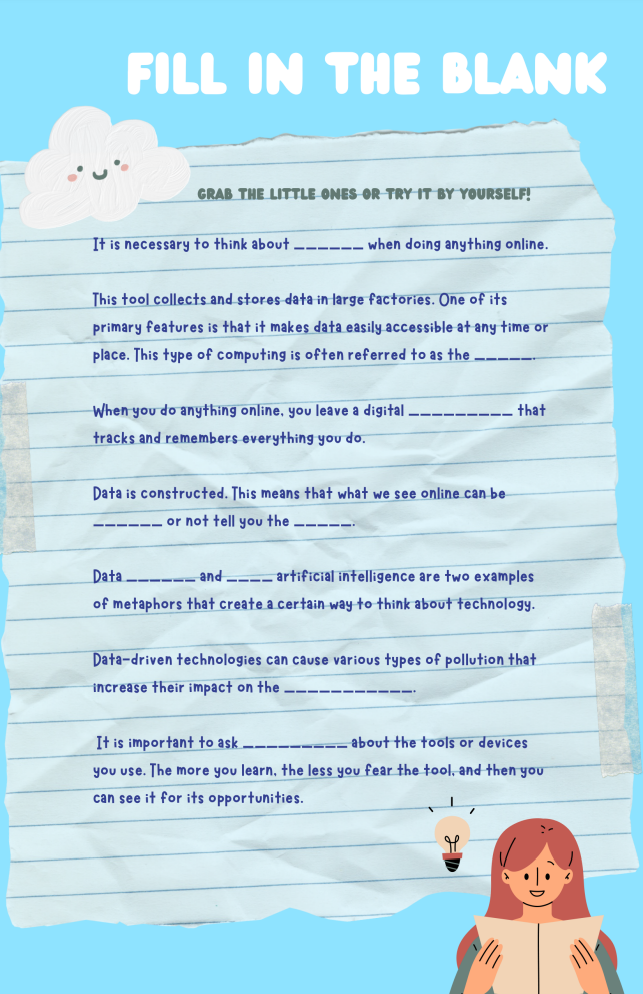 FILL IN THE BLANK
GRAB THE LITTLE ONES OR TRY IT BY YOURSELF!
It is necessary to think about ______ when doing anything online.
This tool collects and stores data in large factories. One of its
primary features is that it makes data easily accessible at any time or
place. This type of computing is often referred to as the _____.
When you do anything online, you leave a digital _________ that
tracks and remembers everything you do.
Data is constructed. This means that what we see online can be
______ or not tell you the _____.
Data ______ and ____ artificial intelligence are two examples
of metaphors that create a certain way to think about technology.
Data-driven technologies can cause various types of pollution that
increase their impact on the ___________.
It is important to ask _________ about the tools or devices
you use. The more you learn, the less you fear the tool, and then you
can see it for its opportunities.